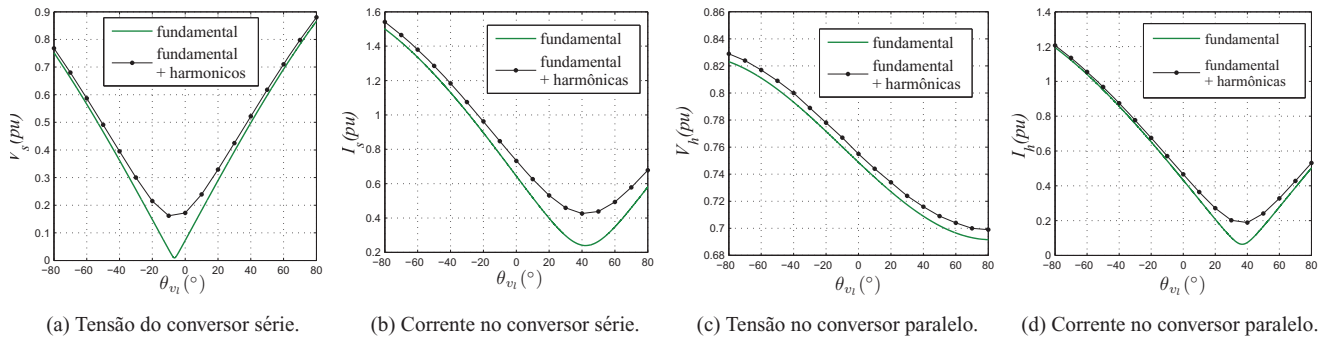 0.9
0.8
0.7
0.6
0.5
0.4
0.3
0.2
0.1
0
V_s(pu)
fundamental
fundamental
+ harmonicos
−80 −60 −40 −20 0 20 40 60 80
θ_{v_l}(°)
(a) Tensão do conversor série.
1.6
1.4
1.2
1
0.8
0.6
0.4
0.2
I_s(pu)
fundamental
fundamental
+ harmônicas
−80 −60 −40 −20 0 20 40 60 80
θ_{v_l}(°)
(b) Corrente no conversor série.
0.86
0.84
0.82
0.8
0.78
0.76
0.74
0.72
0.7
0.68
V_h(pu)
fundamental
fundamental
+ harmônicas
−80 −60 −40 −20 0 20 40 60 80
θ_{v_l}(°)
(c) Tensão no conversor paralelo.
1.4
1.2
1
0.8
0.6
0.4
0.2
0
I_h(pu)
fundamental
fundamental
+ harmônicas
−80 −60 −40 −20 0 20 40 60 80
θ_{v_l}(°)
(d) Corrente no conversor paralelo.